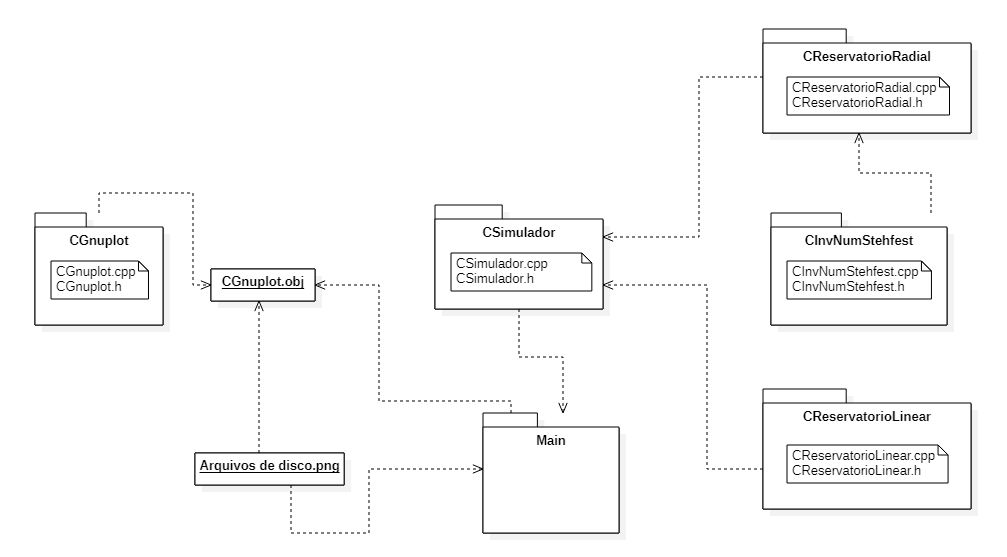 CReservatorioRadial
CReservatorioRadial.cpp
CReservatorioRadial.h
CGnuplot
CGnuplot.cpp
CGnuplot.h
CGnuplot.obj
CSimulador
CSimulador.cpp
CSimulador.h
CInvNumStehfest
CInvNumStehfest.cpp
CInvNumStehfest.h
Arquivos de disco.png
Main
CReservatorioLinear
CReservatorioLinear.cpp
CReservatorioLinear.h